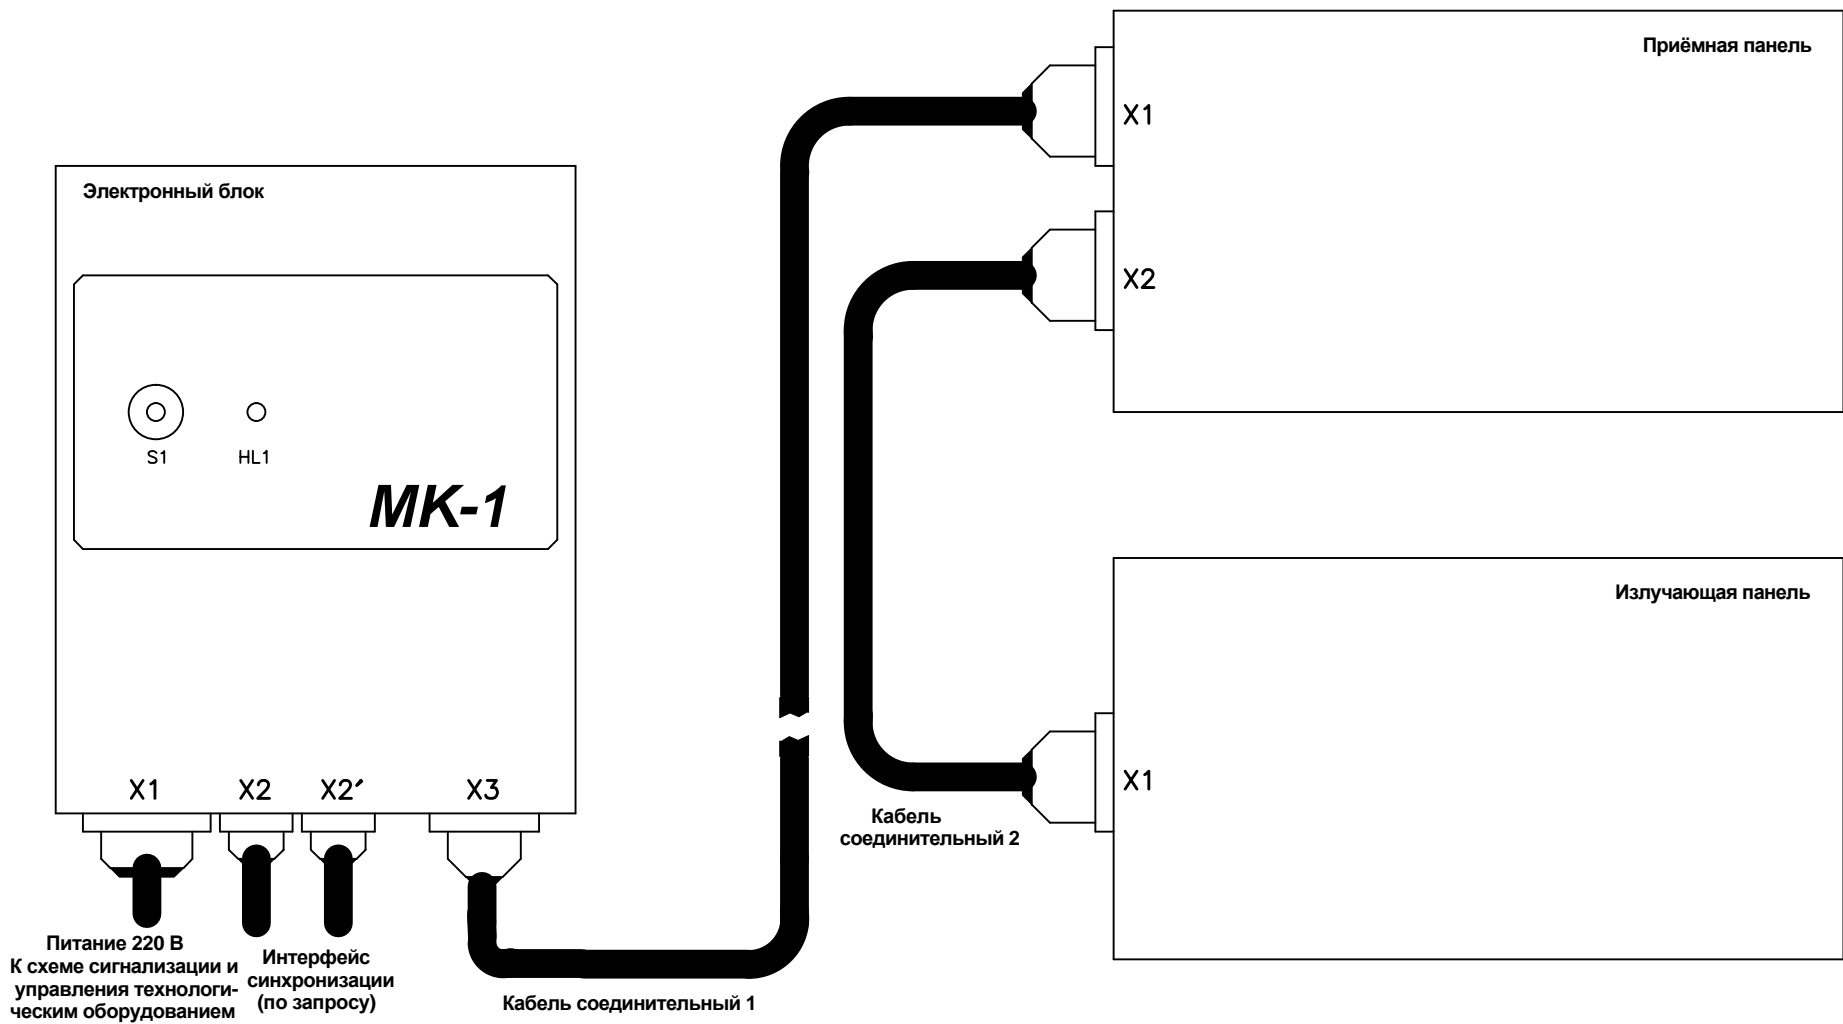 Приёмная панель
X1
X2
Электронный блок
S1
HL1
МК-1
X1
X2
X2′
X3
Излучающая панель
X1
Кабель
соединительный 2
Питание 220 В
К схеме сигнализации и
управления технологи-
ческим оборудованием
Интерфейс
синхронизации
(по запросу)
Кабель соединительный 1